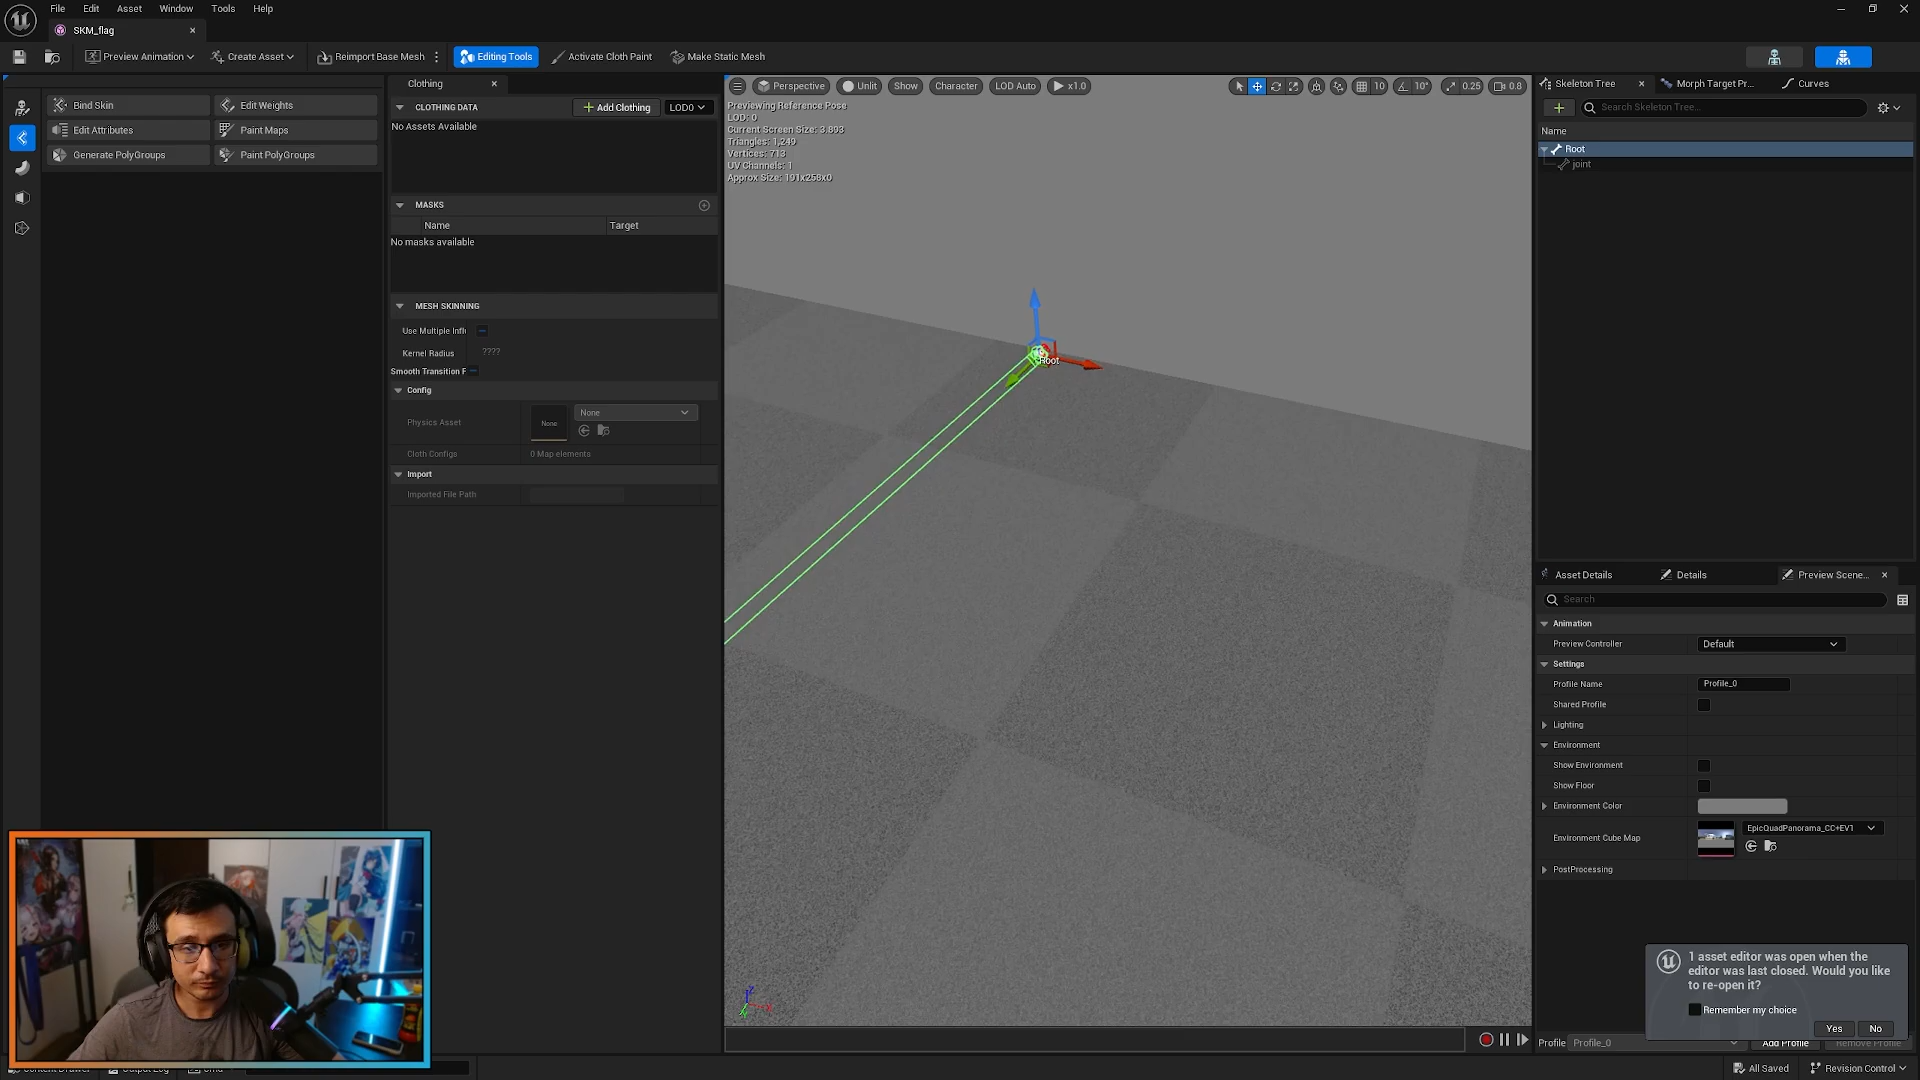 File Edit Asset Window Tools Help
SKM_flag
Preview Animation Create Asset Reimport Base Mesh Editing Tools Activate Cloth Paint Make Static Mesh
Bind Skin Edit Weights
Edit Attributes Paint Maps
Generate PolyGroups Paint PolyGroups
Clothing
CLOTHING DATA Add Clothing LOD0
No Assets Available
MASKS
Name Target
No masks available
MESH SKINNING
Use Multiple Infl
Kernel Radius ????
Smooth Transition F
Config
Physics Asset None None
Cloth Configs 0 Map elements
Import
Imported File Path
Perspective Unlit Show Character LOD Auto x1.0 10 10° 0.25 0.8
Previewing Reference Pose
LOD: 0
Current Screen Size: 3.893
Triangles: 1,249
Vertices: 713
UV Channels: 1
Approx Size: 191x258x0
Root
Z
X
Y
Skeleton Tree Morph Target Pr... Curves
Search Skeleton Tree...
Name
Root
joint
Asset Details Details Preview Scene...
Search
Animation
Preview Controller Default
Settings
Profile Name Profile_0
Shared Profile
Lighting
Environment
Show Environment
Show Floor
Environment Color
Environment Cube Map EpicQuadPanorama_CC+EV1
PostProcessing
1 asset editor was open when the
editor was last closed. Would you like
to re-open it?
Remember my choice
Yes No
Profile Profile_0 Add Profile Remove Profile
All Saved Revision Control